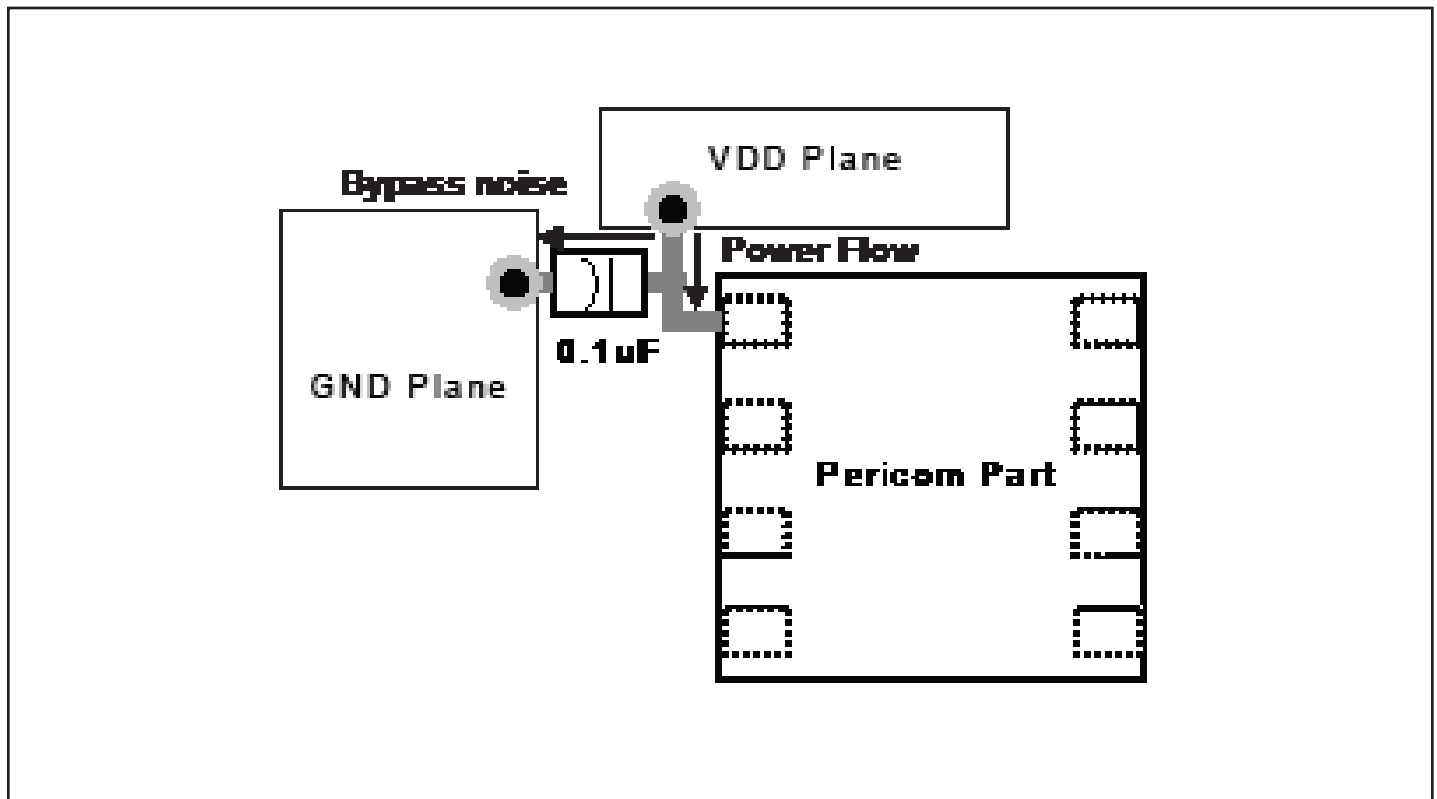 VDD Plane
Bypass noise
Power Flow
0.1uF
GND Plane
Pericom Part